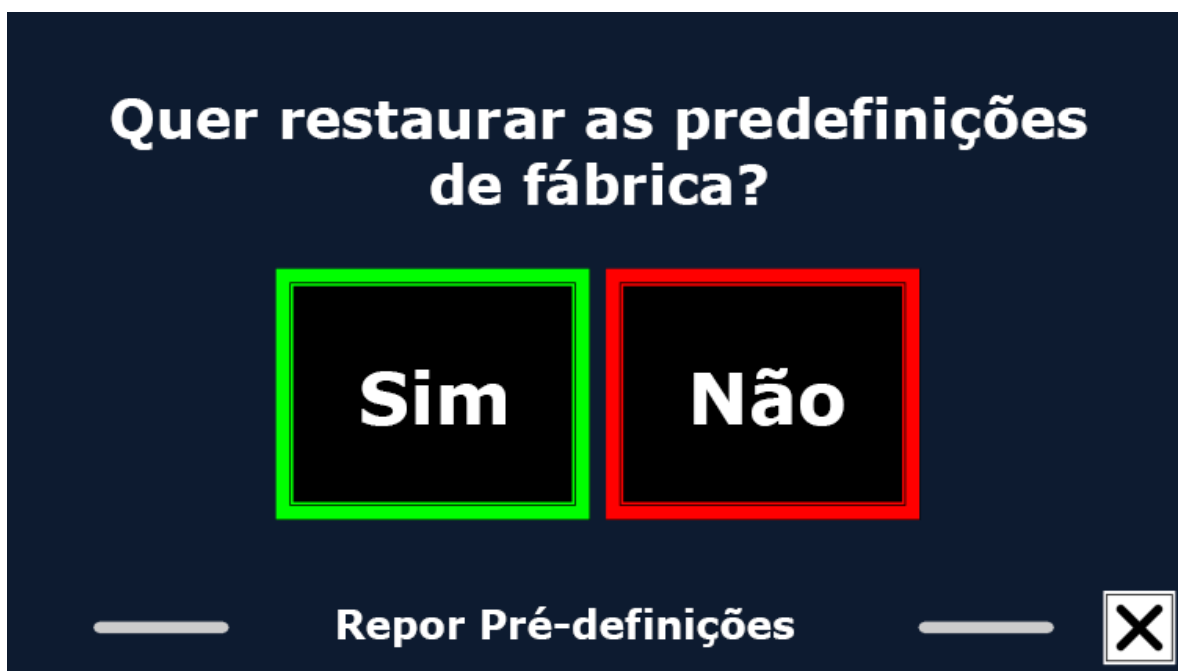 Quer restaurar as predefinições
de fábrica?
Sim
Não
Repor Pré-definições